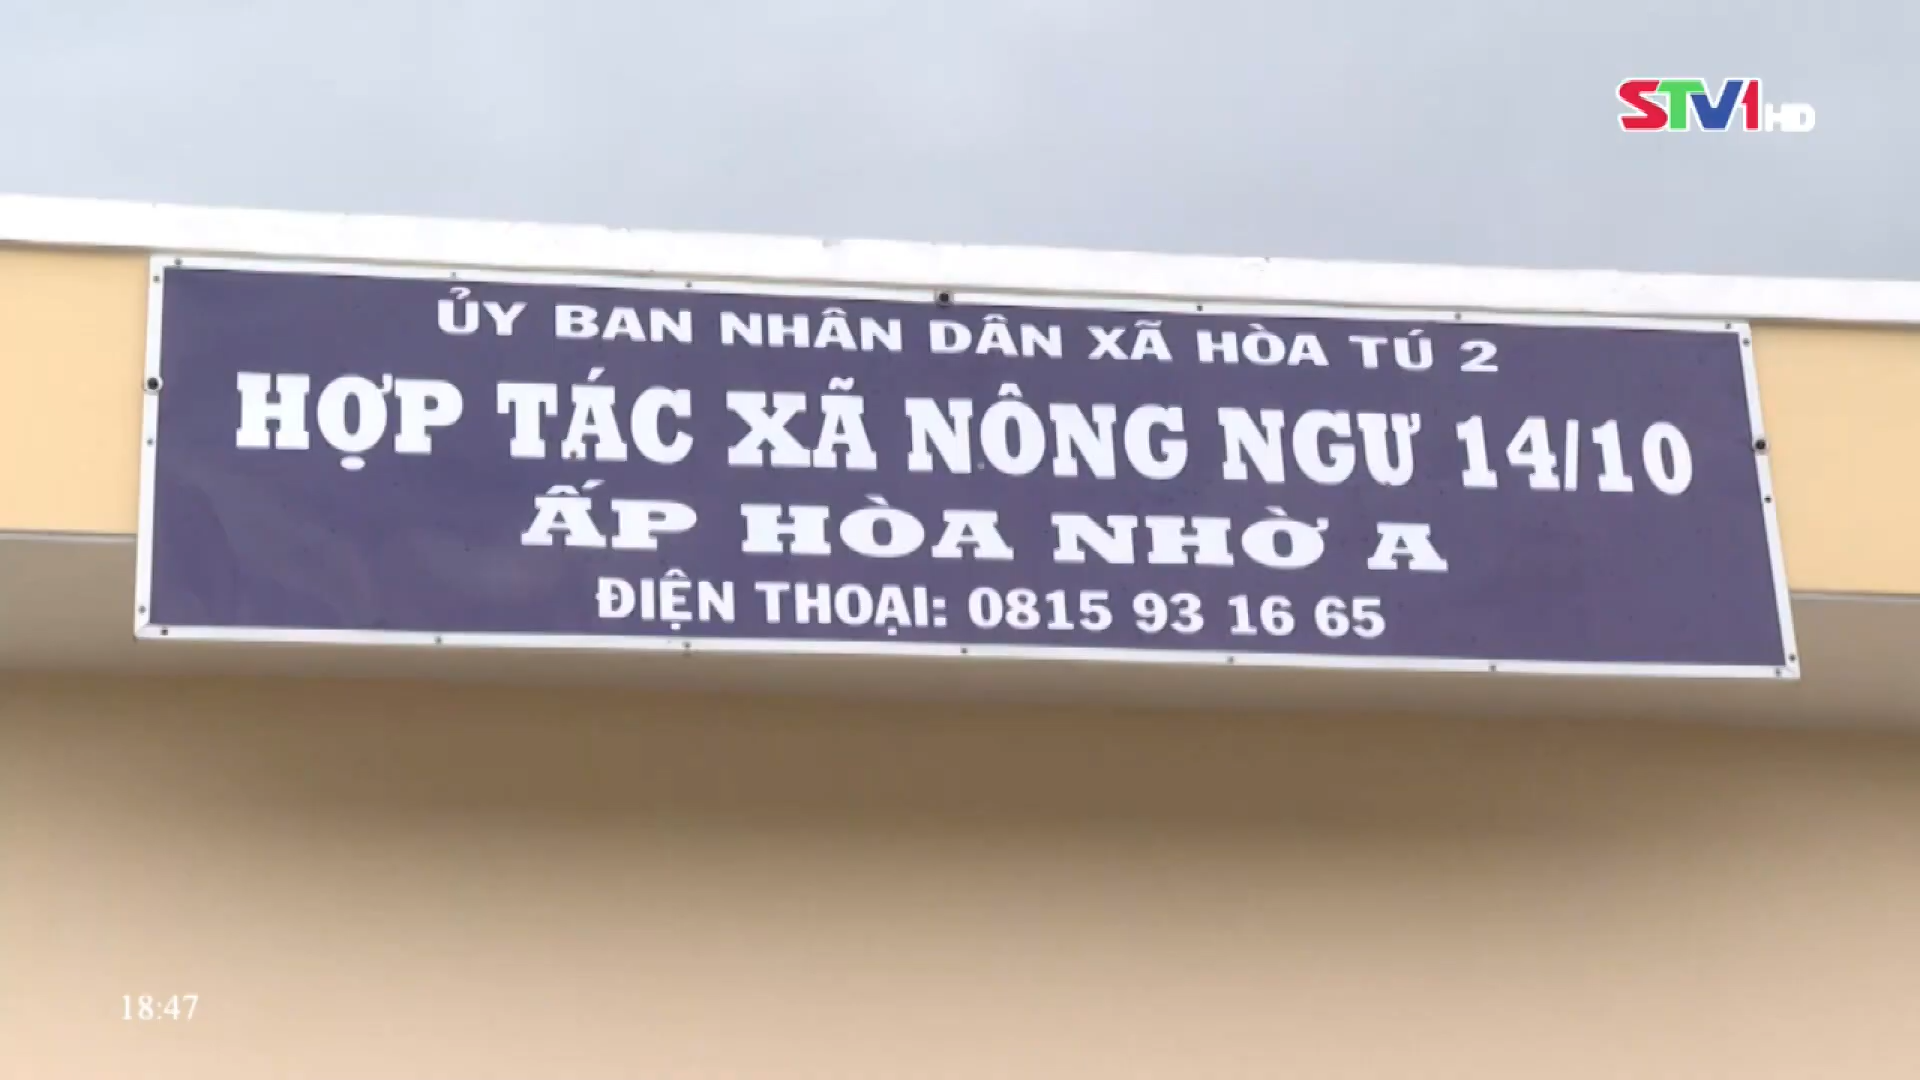 STV1 HD
ỦY BAN NHÂN DÂN XÃ HÒA TÚ 2
HỢP TÁC XÃ NÔNG NGƯ 14/10
ẤP HÒA NHỜ A
ĐIỆN THOẠI: 0815 93 16 65
18:47